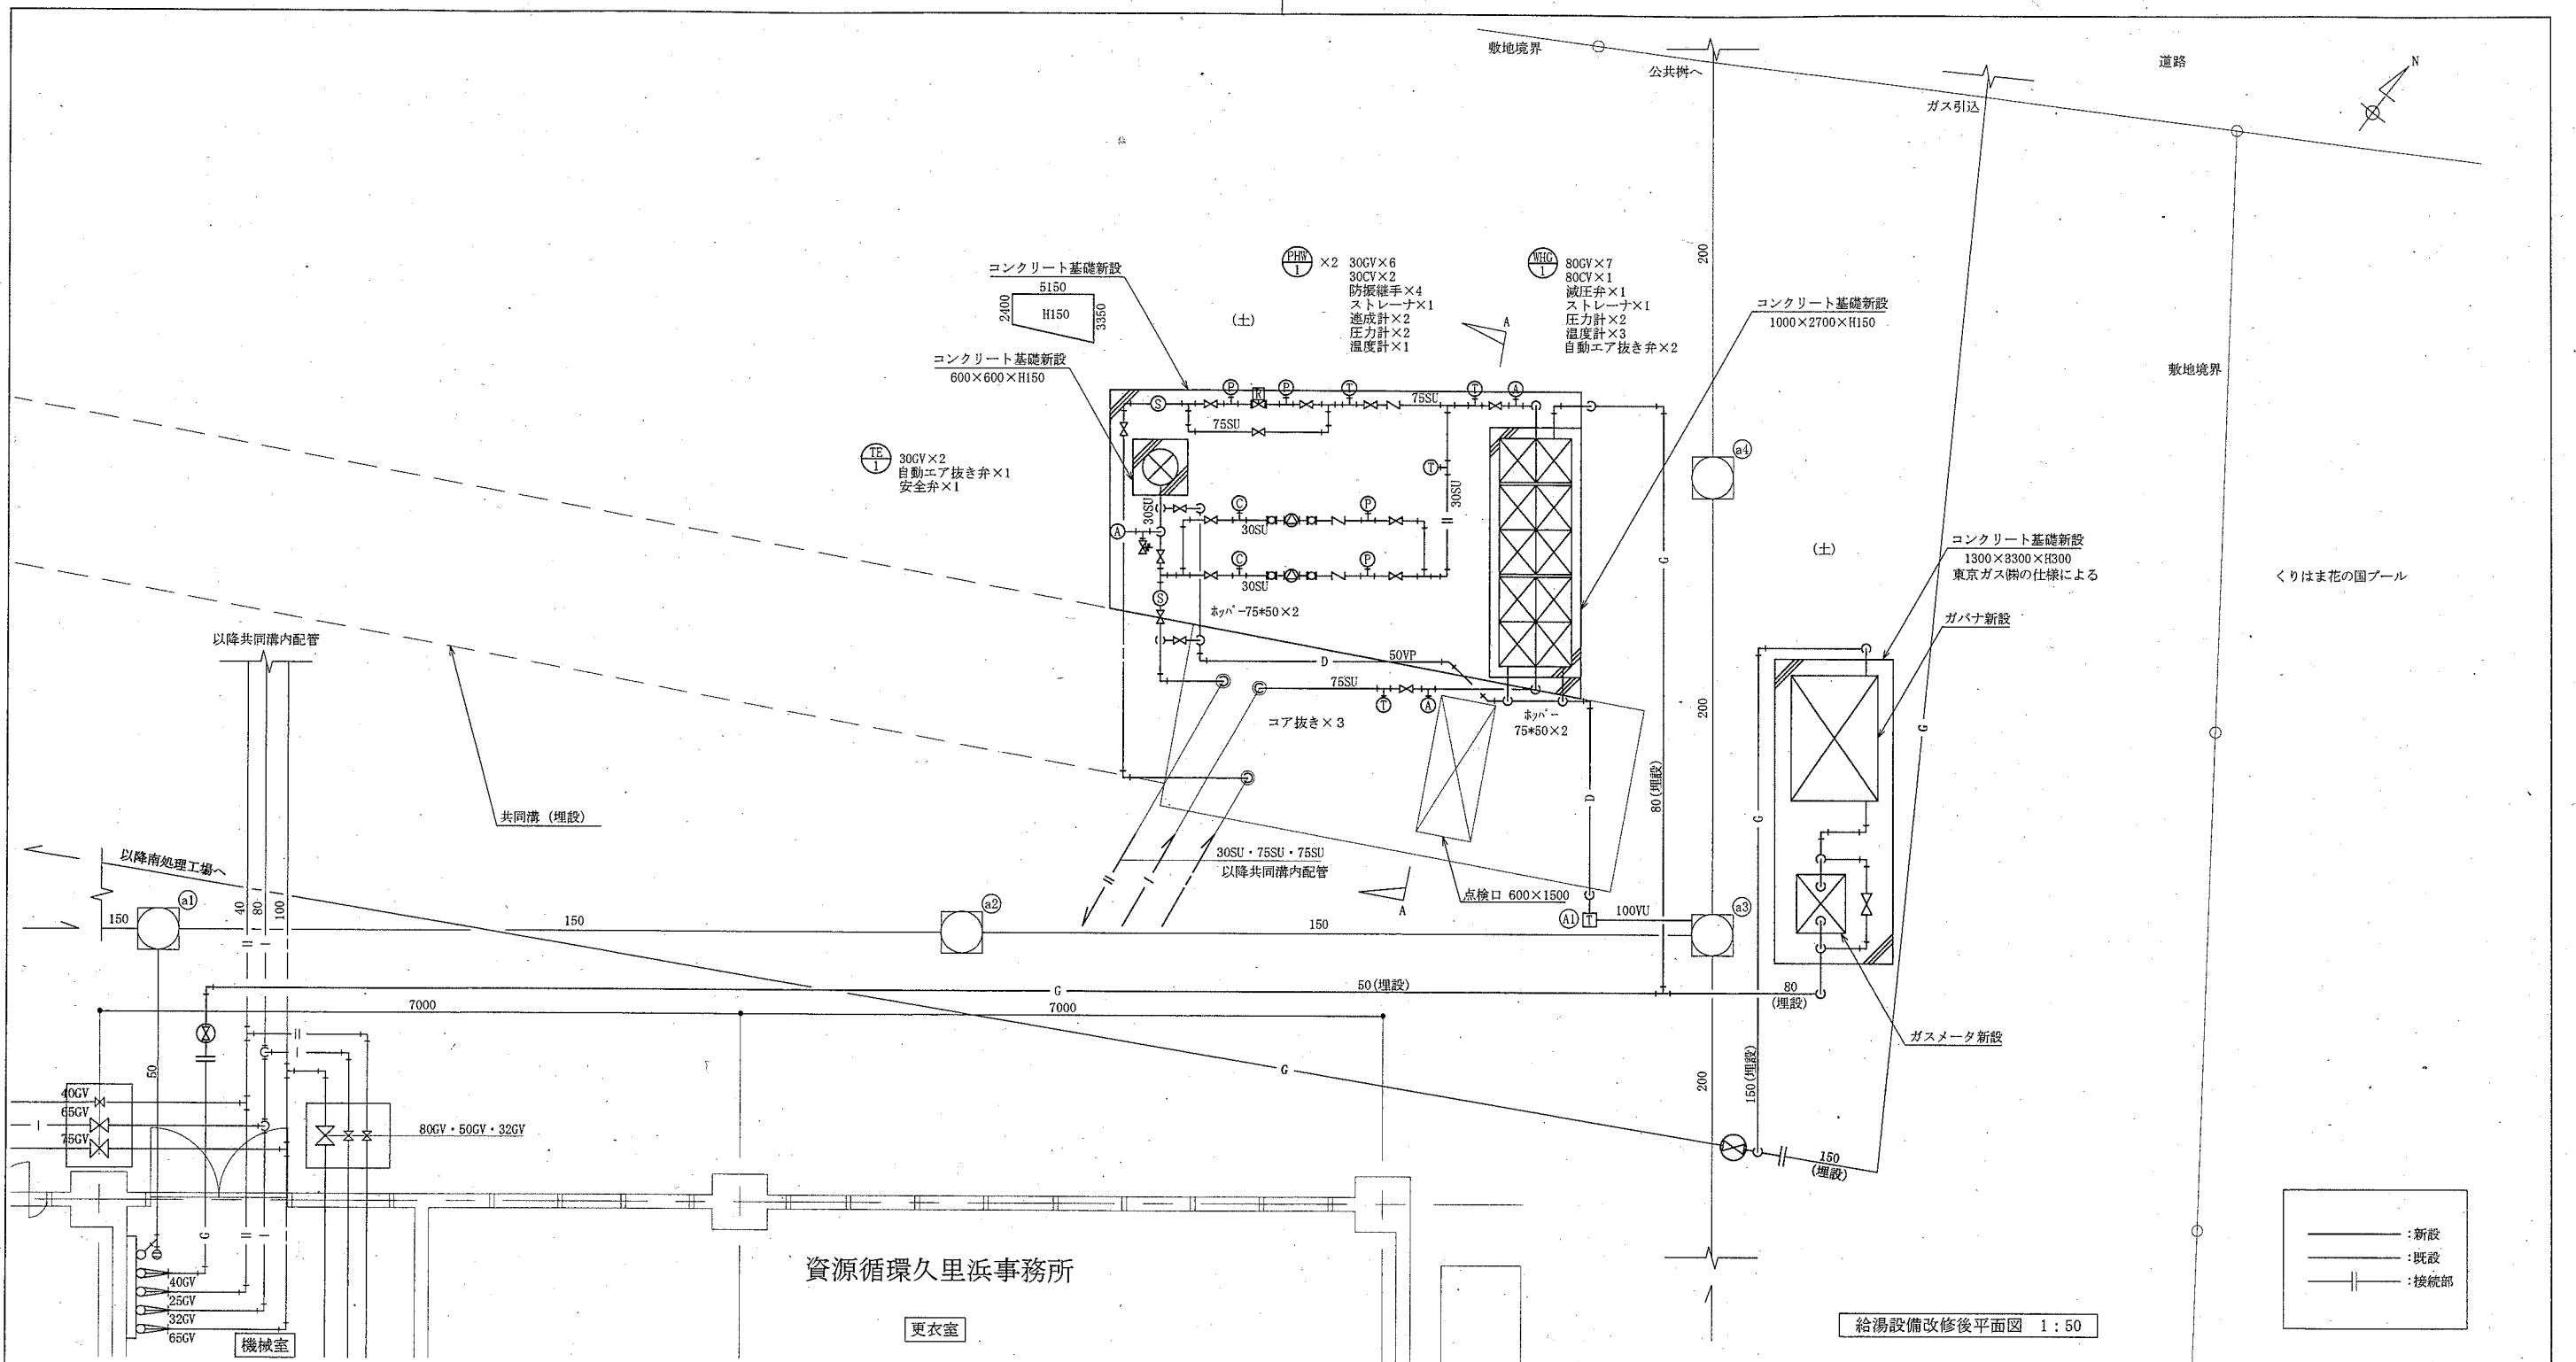 敷地境界
公共桝へ
道路
N
ガス引込
200
コンクリート基礎新設
5150
2400
H150
3350
PHW
1
×2
30GV×6
30CV×2
防振継手×4
ストレーナ×1
連成計×2
圧力計×2
温度計×1
WHG
1
80GV×7
80CV×1
減圧弁×1
ストレーナ×1
圧力計×2
温度計×3
自動エア抜き弁×2
(土)
A
コンクリート基礎新設
1000×2700×H150
コンクリート基礎新設
600×600×H150
敷地境界
P
R
P
T
T
A
S
75SU
75SU
TE
1
30GV×2
自動エア抜き弁×1
安全弁×1
T
30SU
a4
30SU
C
P
30SU
A
C
P
30SU
S
G
(土)
コンクリート基礎新設
1300×3300×H300
東京ガス㈱の仕様による
くりはま花の国プール
ホッパｰ75*50×2
ガバナ新設
以降共同溝内配管
D
50VP
75SU
T
A
コア抜き×3
ホッパｰ
75*50×2
200
G
80(埋設)
D
G
共同溝 (埋設)
以降南処理工場へ
30SU・75SU・75SU
以降共同溝内配管
点検口 600×1500
A
150
a1
40
80
100
150
a2
150
A1
T
100VU
a3
G
50(埋設)
80
(埋設)
7000
7000
ガスメータ新設
50
G
200
150(埋設)
40GV
65GV
75GV
80GV・50GV・32GV
150
(埋設)
G
40GV
25GV
32GV
65GV
機械室
資源循環久里浜事務所
更衣室
:新設
:既設
:接続部
給湯設備改修後平面図 1:50